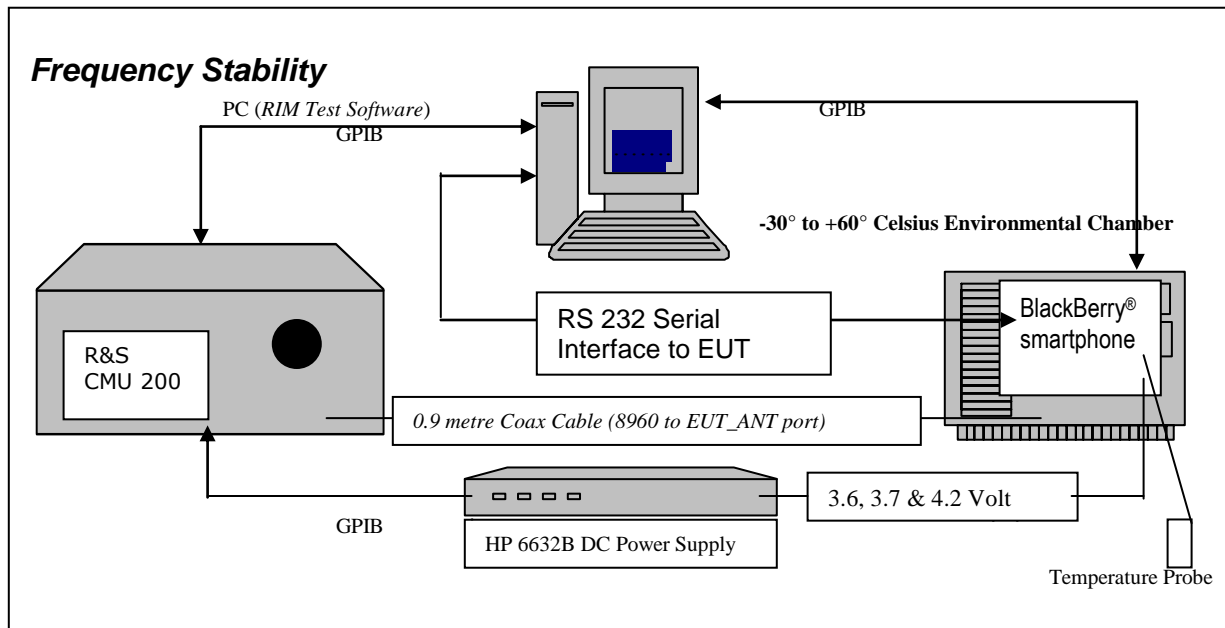 Frequency Stability
PC (RIM Test Software)
GPIB
GPIB
-30° to +60° Celsius Environmental Chamber
RS 232 Serial
Interface to EUT
BlackBerry®
smartphone
R&S
CMU 200
0.9 metre Coax Cable (8960 to EUT_ANT port)
3.6, 3.7 & 4.2 Volt
GPIB
HP 6632B DC Power Supply
Temperature Probe